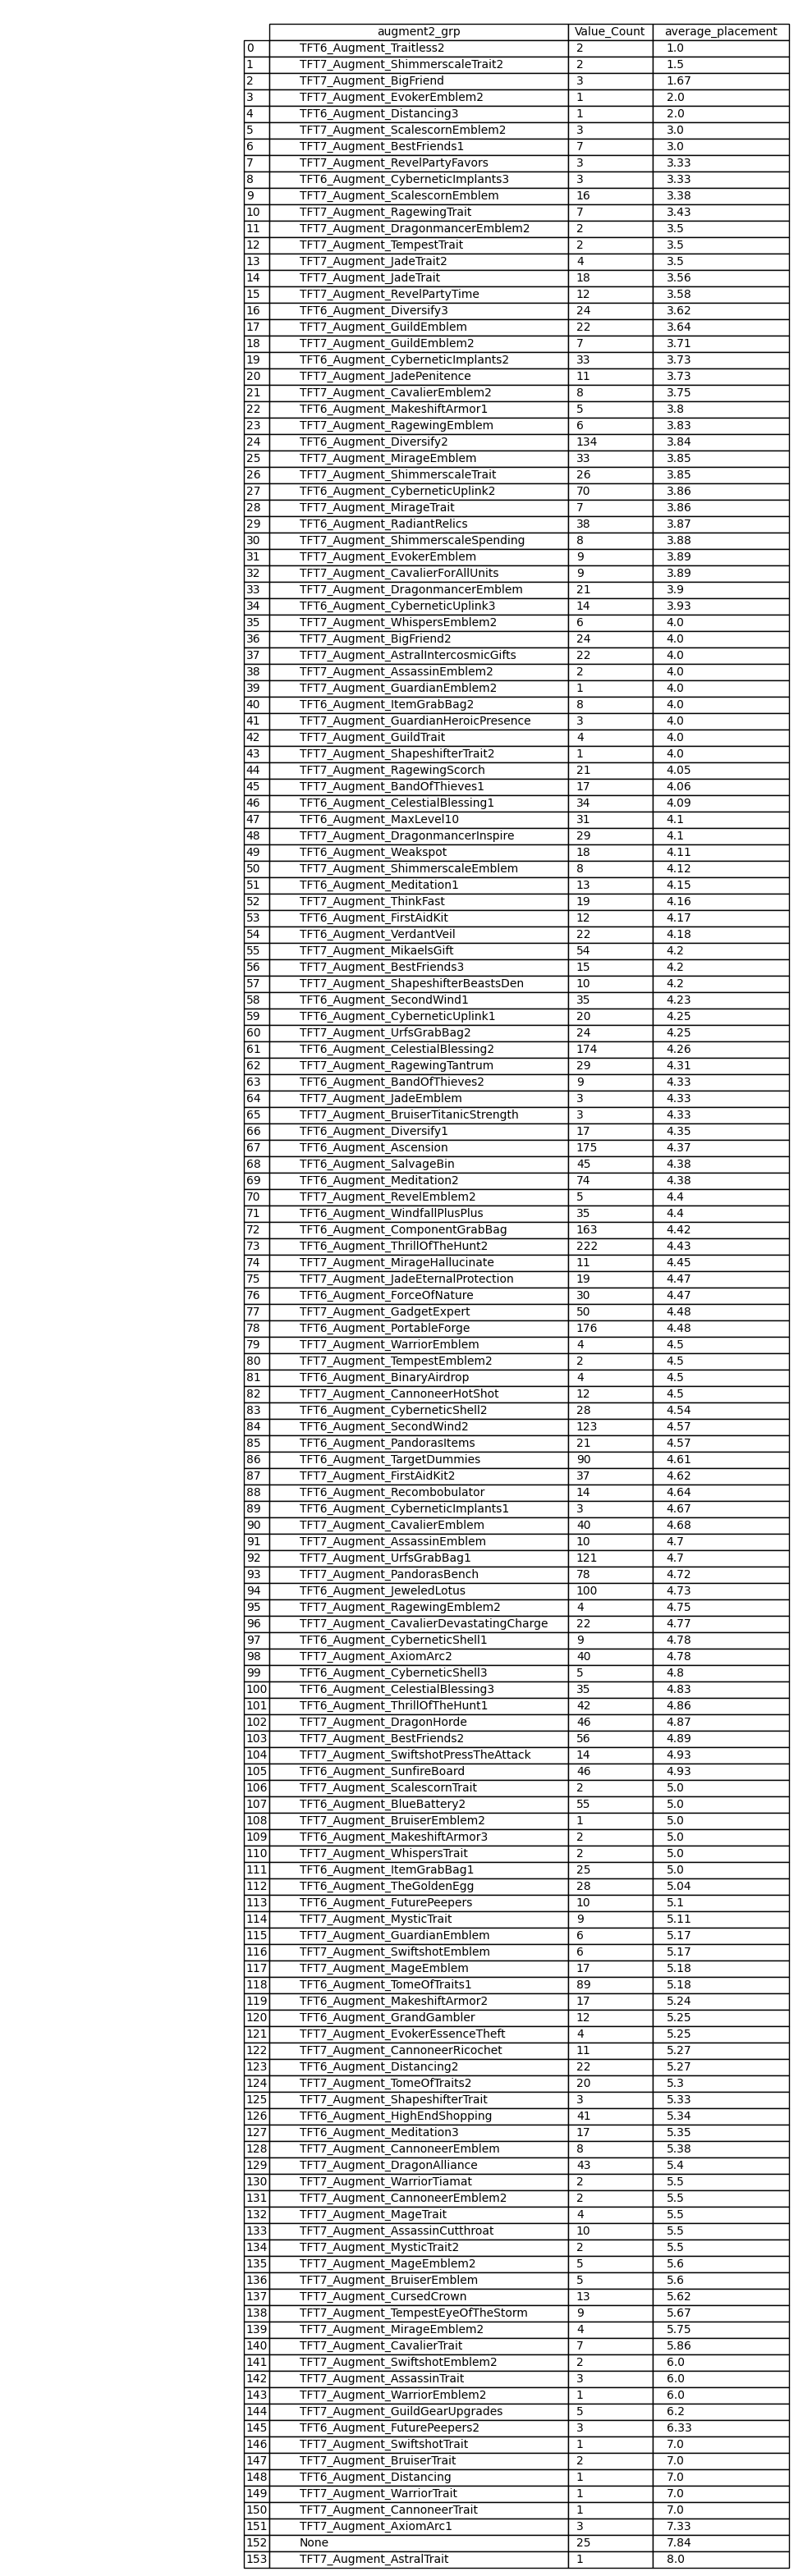 augment2_grp Value_Count average_placement
0 TFT6_Augment_Traitless2 2 1.0
1 TFT7_Augment_ShimmerscaleTrait2 2 1.5
2 TFT7_Augment_BigFriend 3 1.67
3 TFT7_Augment_EvokerEmblem2 1 2.0
4 TFT6_Augment_Distancing3 1 2.0
5 TFT7_Augment_ScalescornEmblem2 3 3.0
6 TFT7_Augment_BestFriends1 7 3.0
7 TFT7_Augment_RevelPartyFavors 3 3.33
8 TFT6_Augment_CyberneticImplants3 3 3.33
9 TFT7_Augment_ScalescornEmblem 16 3.38
10 TFT7_Augment_RagewingTrait 7 3.43
11 TFT7_Augment_DragonmancerEmblem2 2 3.5
12 TFT7_Augment_TempestTrait 2 3.5
13 TFT7_Augment_JadeTrait2 4 3.5
14 TFT7_Augment_JadeTrait 18 3.56
15 TFT7_Augment_RevelPartyTime 12 3.58
16 TFT6_Augment_Diversify3 24 3.62
17 TFT7_Augment_GuildEmblem 22 3.64
18 TFT7_Augment_GuildEmblem2 7 3.71
19 TFT6_Augment_CyberneticImplants2 33 3.73
20 TFT7_Augment_JadePenitence 11 3.73
21 TFT7_Augment_CavalierEmblem2 8 3.75
22 TFT6_Augment_MakeshiftArmor1 5 3.8
23 TFT7_Augment_RagewingEmblem 6 3.83
24 TFT6_Augment_Diversify2 134 3.84
25 TFT7_Augment_MirageEmblem 33 3.85
26 TFT7_Augment_ShimmerscaleTrait 26 3.85
27 TFT6_Augment_CyberneticUplink2 70 3.86
28 TFT7_Augment_MirageTrait 7 3.86
29 TFT6_Augment_RadiantRelics 38 3.87
30 TFT7_Augment_ShimmerscaleSpending 8 3.88
31 TFT7_Augment_EvokerEmblem 9 3.89
32 TFT7_Augment_CavalierForAllUnits 9 3.89
33 TFT7_Augment_DragonmancerEmblem 21 3.9
34 TFT6_Augment_CyberneticUplink3 14 3.93
35 TFT7_Augment_WhispersEmblem2 6 4.0
36 TFT7_Augment_BigFriend2 24 4.0
37 TFT7_Augment_AstralIntercosmicGifts 22 4.0
38 TFT7_Augment_AssassinEmblem2 2 4.0
39 TFT7_Augment_GuardianEmblem2 1 4.0
40 TFT6_Augment_ItemGrabBag2 8 4.0
41 TFT7_Augment_GuardianHeroicPresence 3 4.0
42 TFT7_Augment_GuildTrait 4 4.0
43 TFT7_Augment_ShapeshifterTrait2 1 4.0
44 TFT7_Augment_RagewingScorch 21 4.05
45 TFT7_Augment_BandOfThieves1 17 4.06
46 TFT6_Augment_CelestialBlessing1 34 4.09
47 TFT7_Augment_MaxLevel10 31 4.1
48 TFT7_Augment_DragonmancerInspire 29 4.1
49 TFT6_Augment_Weakspot 18 4.11
50 TFT7_Augment_ShimmerscaleEmblem 8 4.12
51 TFT6_Augment_Meditation1 13 4.15
52 TFT7_Augment_ThinkFast 19 4.16
53 TFT6_Augment_FirstAidKit 12 4.17
54 TFT6_Augment_VerdantVeil 22 4.18
55 TFT7_Augment_MikaelsGift 54 4.2
56 TFT7_Augment_BestFriends3 15 4.2
57 TFT7_Augment_ShapeshifterBeastsDen 10 4.2
58 TFT6_Augment_SecondWind1 35 4.23
59 TFT6_Augment_CyberneticUplink1 20 4.25
60 TFT7_Augment_UrfsGrabBag2 24 4.25
61 TFT6_Augment_CelestialBlessing2 174 4.26
62 TFT7_Augment_RagewingTantrum 29 4.31
63 TFT6_Augment_BandOfThieves2 9 4.33
64 TFT7_Augment_JadeEmblem 3 4.33
65 TFT7_Augment_BruiserTitanicStrength 3 4.33
66 TFT6_Augment_Diversify1 17 4.35
67 TFT6_Augment_Ascension 175 4.37
68 TFT6_Augment_SalvageBin 45 4.38
69 TFT6_Augment_Meditation2 74 4.38
70 TFT7_Augment_RevelEmblem2 5 4.4
71 TFT6_Augment_WindfallPlusPlus 35 4.4
72 TFT6_Augment_ComponentGrabBag 163 4.42
73 TFT6_Augment_ThrillOfTheHunt2 222 4.43
74 TFT7_Augment_MirageHallucinate 11 4.45
75 TFT7_Augment_JadeEternalProtection 19 4.47
76 TFT6_Augment_ForceOfNature 30 4.47
77 TFT7_Augment_GadgetExpert 50 4.48
78 TFT6_Augment_PortableForge 176 4.48
79 TFT7_Augment_WarriorEmblem 4 4.5
80 TFT7_Augment_TempestEmblem2 2 4.5
81 TFT6_Augment_BinaryAirdrop 4 4.5
82 TFT7_Augment_CannoneerHotShot 12 4.5
83 TFT6_Augment_CyberneticShell2 28 4.54
84 TFT6_Augment_SecondWind2 123 4.57
85 TFT6_Augment_PandorasItems 21 4.57
86 TFT6_Augment_TargetDummies 90 4.61
87 TFT7_Augment_FirstAidKit2 37 4.62
88 TFT6_Augment_Recombobulator 14 4.64
89 TFT6_Augment_CyberneticImplants1 3 4.67
90 TFT7_Augment_CavalierEmblem 40 4.68
91 TFT7_Augment_AssassinEmblem 10 4.7
92 TFT7_Augment_UrfsGrabBag1 121 4.7
93 TFT7_Augment_PandorasBench 78 4.72
94 TFT6_Augment_JeweledLotus 100 4.73
95 TFT7_Augment_RagewingEmblem2 4 4.75
96 TFT7_Augment_CavalierDevastatingCharge 22 4.77
97 TFT6_Augment_CyberneticShell1 9 4.78
98 TFT7_Augment_AxiomArc2 40 4.78
99 TFT6_Augment_CyberneticShell3 5 4.8
100 TFT6_Augment_CelestialBlessing3 35 4.83
101 TFT6_Augment_ThrillOfTheHunt1 42 4.86
102 TFT7_Augment_DragonHorde 46 4.87
103 TFT7_Augment_BestFriends2 56 4.89
104 TFT7_Augment_SwiftshotPressTheAttack 14 4.93
105 TFT6_Augment_SunfireBoard 46 4.93
106 TFT7_Augment_ScalescornTrait 2 5.0
107 TFT6_Augment_BlueBattery2 55 5.0
108 TFT7_Augment_BruiserEmblem2 1 5.0
109 TFT6_Augment_MakeshiftArmor3 2 5.0
110 TFT7_Augment_WhispersTrait 2 5.0
111 TFT6_Augment_ItemGrabBag1 25 5.0
112 TFT6_Augment_TheGoldenEgg 28 5.04
113 TFT6_Augment_FuturePeepers 10 5.1
114 TFT7_Augment_MysticTrait 9 5.11
115 TFT7_Augment_GuardianEmblem 6 5.17
116 TFT7_Augment_SwiftshotEmblem 6 5.17
117 TFT7_Augment_MageEmblem 17 5.18
118 TFT6_Augment_TomeOfTraits1 89 5.18
119 TFT6_Augment_MakeshiftArmor2 17 5.24
120 TFT6_Augment_GrandGambler 12 5.25
121 TFT7_Augment_EvokerEssenceTheft 4 5.25
122 TFT7_Augment_CannoneerRicochet 11 5.27
123 TFT6_Augment_Distancing2 22 5.27
124 TFT7_Augment_TomeOfTraits2 20 5.3
125 TFT7_Augment_ShapeshifterTrait 3 5.33
126 TFT6_Augment_HighEndShopping 41 5.34
127 TFT6_Augment_Meditation3 17 5.35
128 TFT7_Augment_CannoneerEmblem 8 5.38
129 TFT7_Augment_DragonAlliance 43 5.4
130 TFT7_Augment_WarriorTiamat 2 5.5
131 TFT7_Augment_CannoneerEmblem2 2 5.5
132 TFT7_Augment_MageTrait 4 5.5
133 TFT7_Augment_AssassinCutthroat 10 5.5
134 TFT7_Augment_MysticTrait2 2 5.5
135 TFT7_Augment_MageEmblem2 5 5.6
136 TFT7_Augment_BruiserEmblem 5 5.6
137 TFT7_Augment_CursedCrown 13 5.62
138 TFT7_Augment_TempestEyeOfTheStorm 9 5.67
139 TFT7_Augment_MirageEmblem2 4 5.75
140 TFT7_Augment_CavalierTrait 7 5.86
141 TFT7_Augment_SwiftshotEmblem2 2 6.0
142 TFT7_Augment_AssassinTrait 3 6.0
143 TFT7_Augment_WarriorEmblem2 1 6.0
144 TFT7_Augment_GuildGearUpgrades 5 6.2
145 TFT6_Augment_FuturePeepers2 3 6.33
146 TFT7_Augment_SwiftshotTrait 1 7.0
147 TFT7_Augment_BruiserTrait 2 7.0
148 TFT6_Augment_Distancing 1 7.0
149 TFT7_Augment_WarriorTrait 1 7.0
150 TFT7_Augment_CannoneerTrait 1 7.0
151 TFT7_Augment_AxiomArc1 3 7.33
152 None 25 7.84
153 TFT7_Augment_AstralTrait 1 8.0